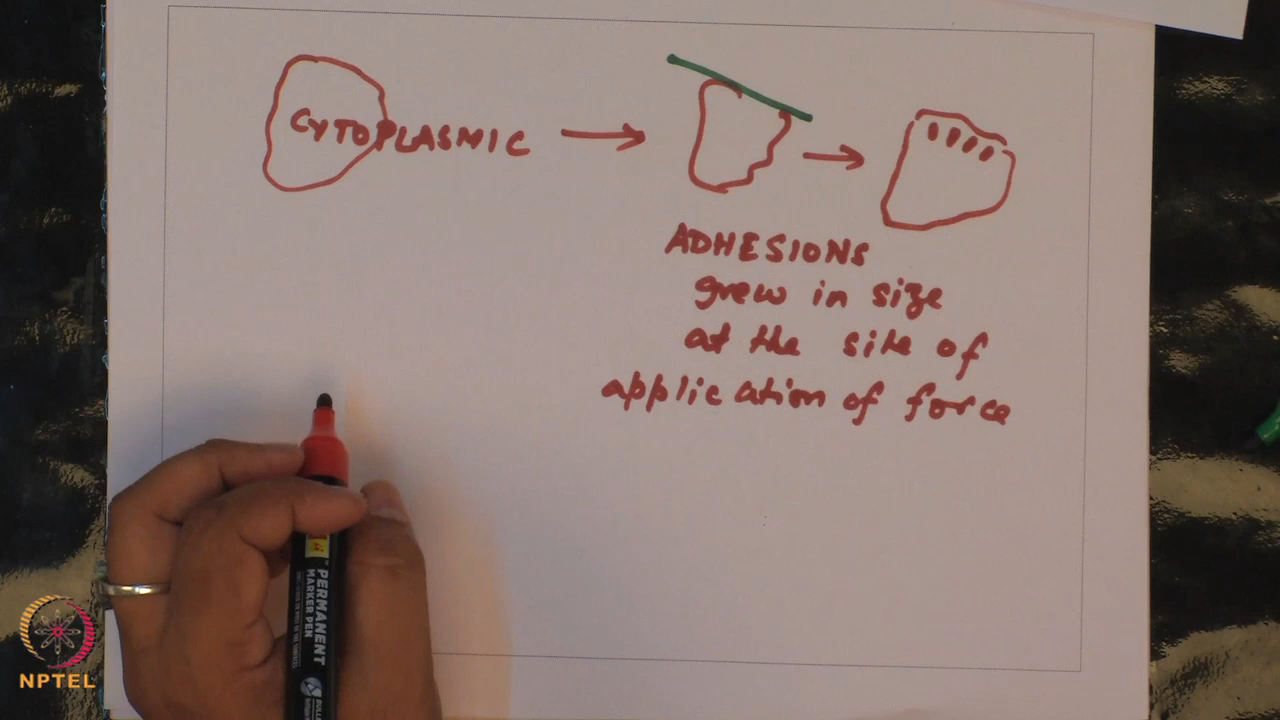 CYTOPLASMIC
ADHESIONS
grew in size
at the site of
application of force
PERMANENT
MARKER PEN
NPTEL